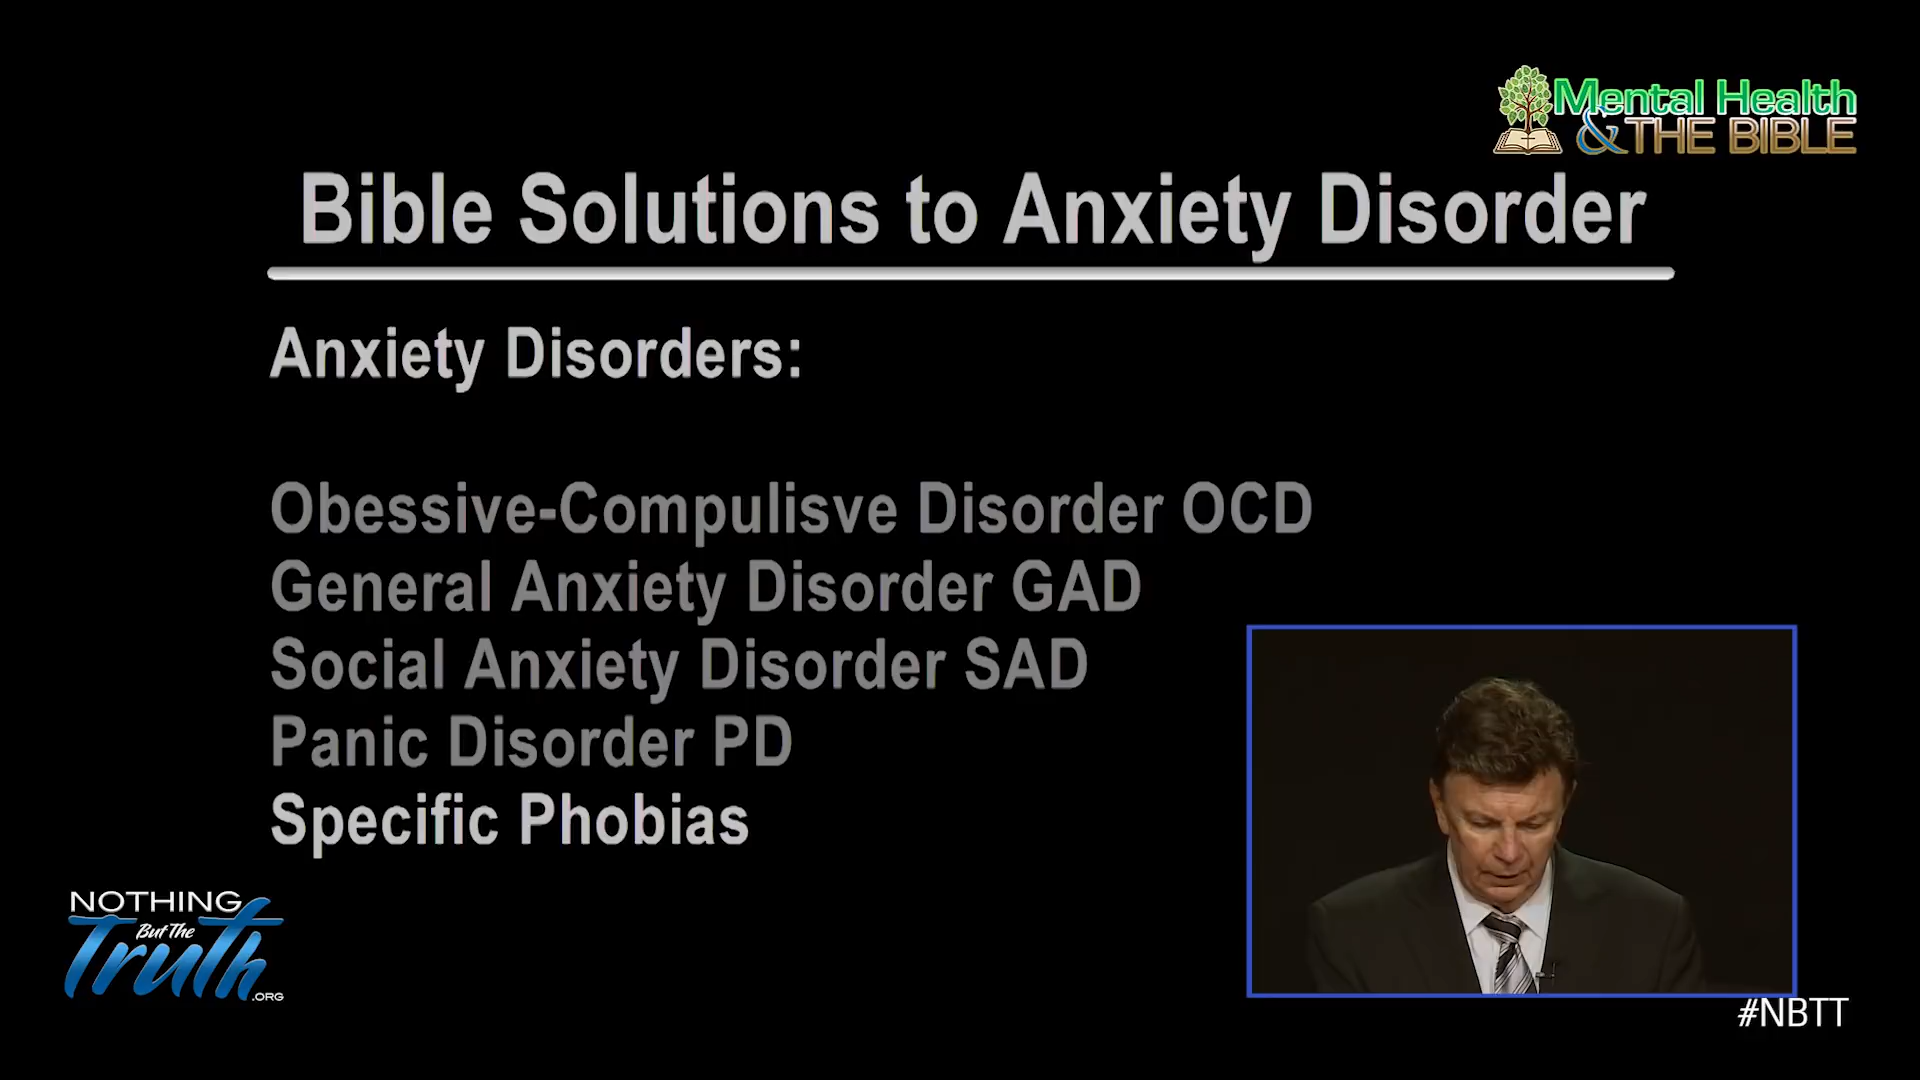 Mental Health
& THE BIBLE
Bible Solutions to Anxiety Disorder
Anxiety Disorders:
Obessive-Compulisve Disorder OCD
General Anxiety Disorder GAD
Social Anxiety Disorder SAD
Panic Disorder PD
Specific Phobias
NOTHING
But The
Truth
.ORG
#NBTT